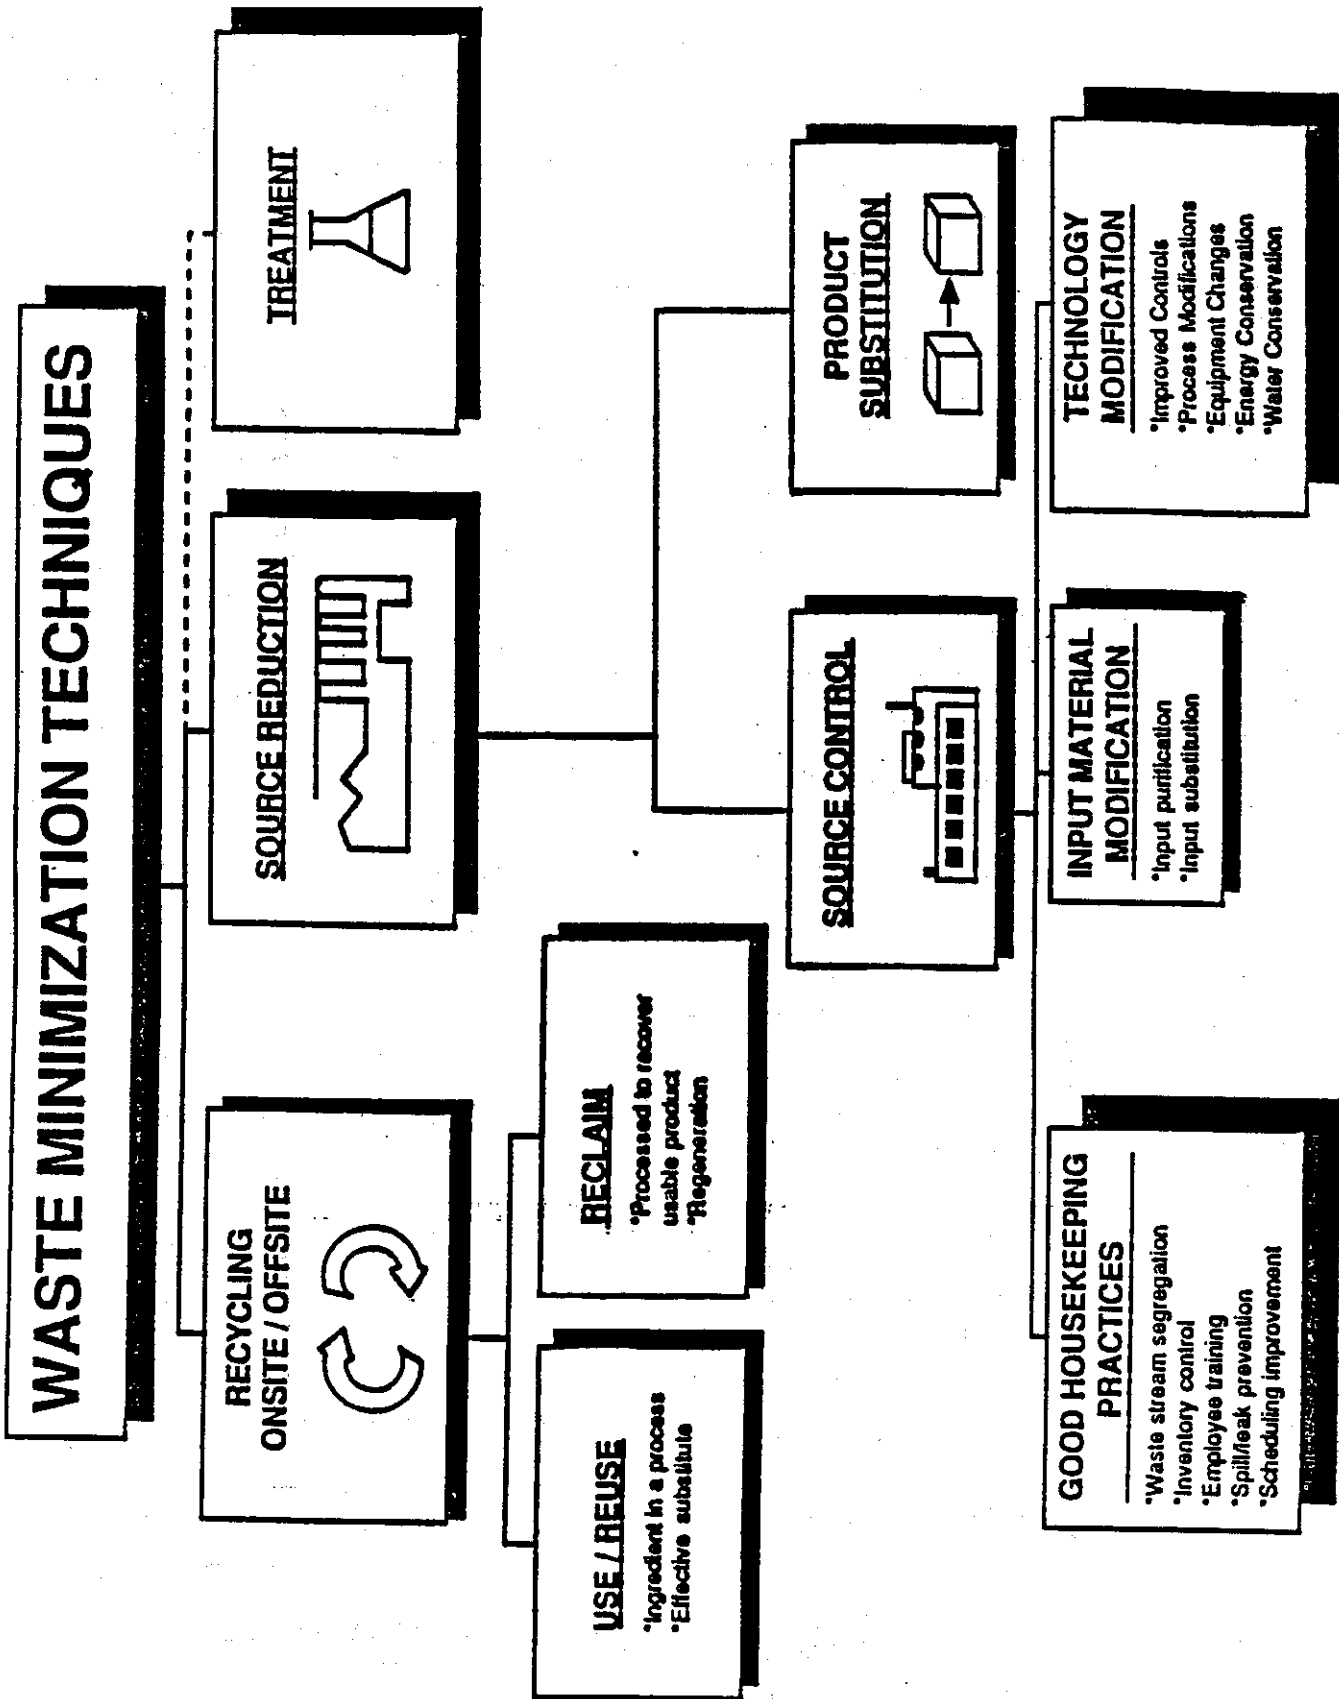 WASTE MINIMIZATION TECHNIQUES
RECYCLING
ONSITE / OFFSITE
SOURCE REDUCTION
TREATMENT
USE / REUSE
*Ingredient in a process
*Effective substitute
RECLAIM
*Processed to recover
usable product
*Regeneration
SOURCE CONTROL
PRODUCT
SUBSTITUTION
GOOD HOUSEKEEPING
PRACTICES
*Waste stream segregation
*Inventory control
*Employee training
*Spill/leak prevention
*Scheduling improvement
INPUT MATERIAL
MODIFICATION
*Input purification
*Input substitution
TECHNOLOGY
MODIFICATION
*Improved Controls
*Process Modifications
*Equipment Changes
*Energy Conservation
*Water Conservation